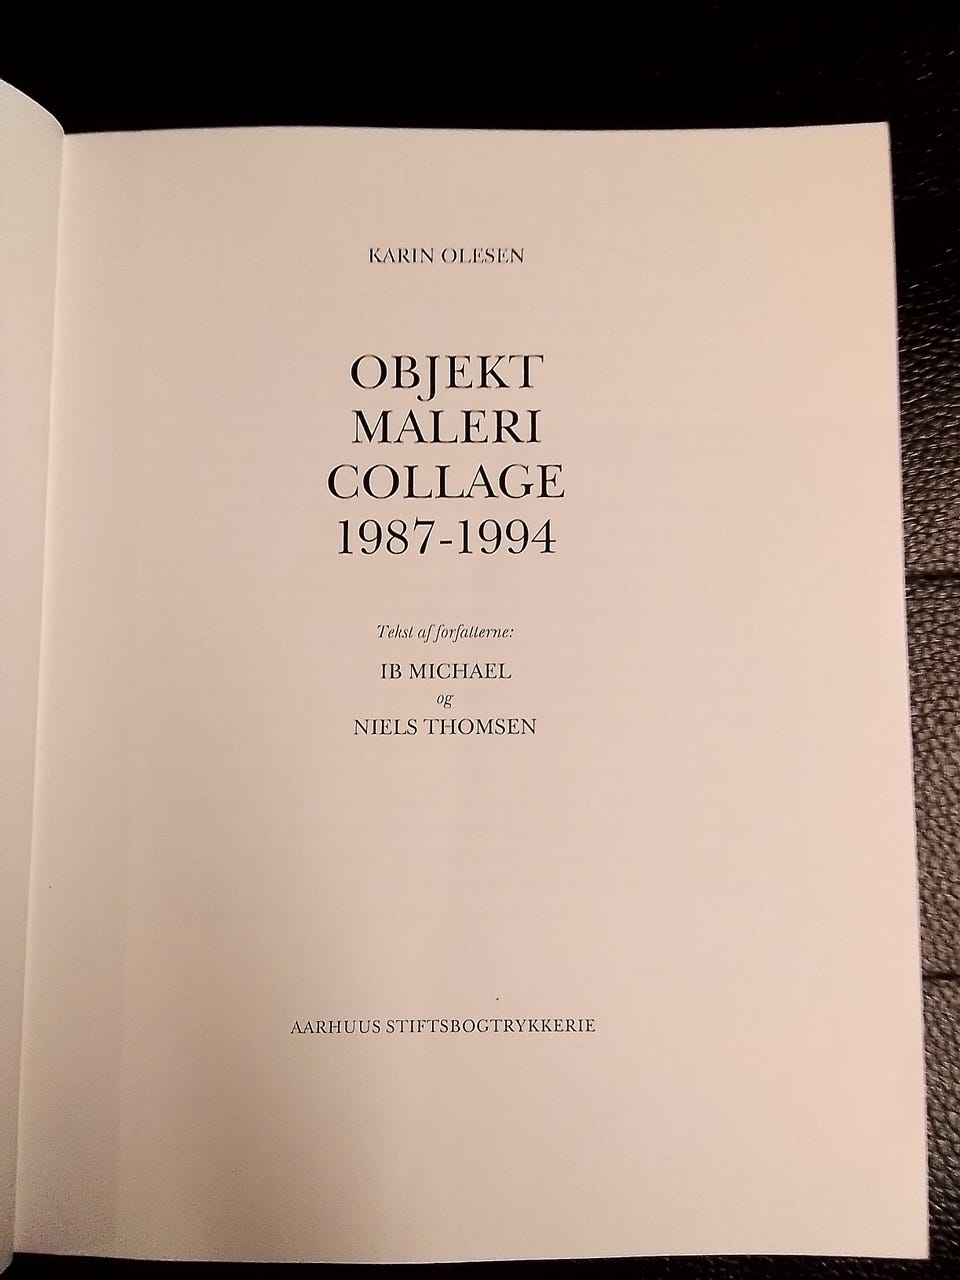 KARIN OLESEN
OBJEKT
MALERI
COLLAGE
1987-1994
Tekst af forfatterne:
IB MICHAEL
og
NIELS THOMSEN
AARHUUS STIFTSBOGTRYKKERIE